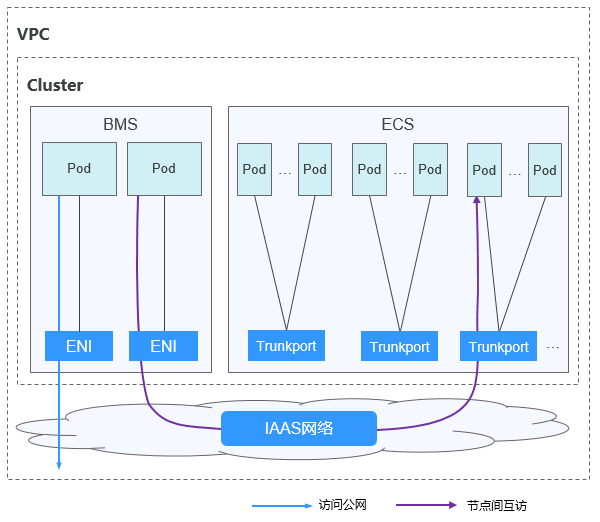 VPC
Cluster
BMS
ECS
Pod
Pod
Pod
...
Pod
Pod
...
Pod
Pod
...
Pod
ENI
ENI
Trunkport
Trunkport
Trunkport
...
IAAS网络
访问公网
节点间互访